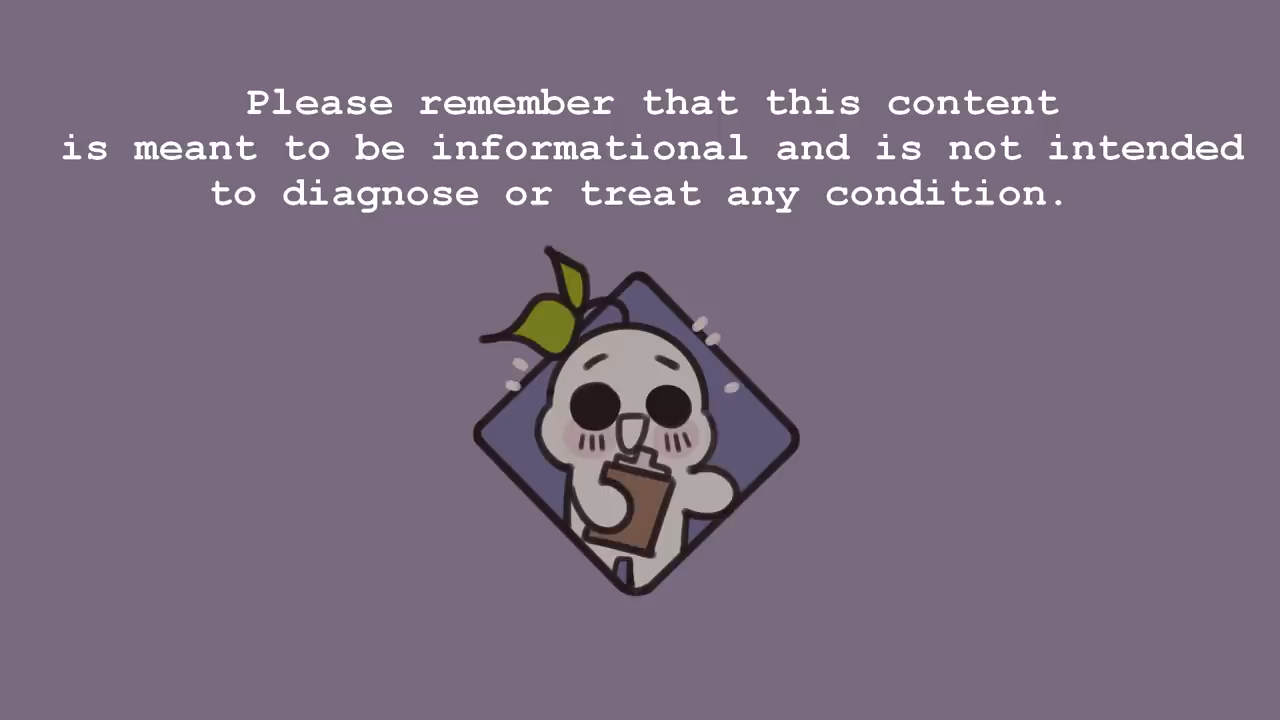 Please remember that this content
is meant to be informational and is not intended
to diagnose or treat any condition.